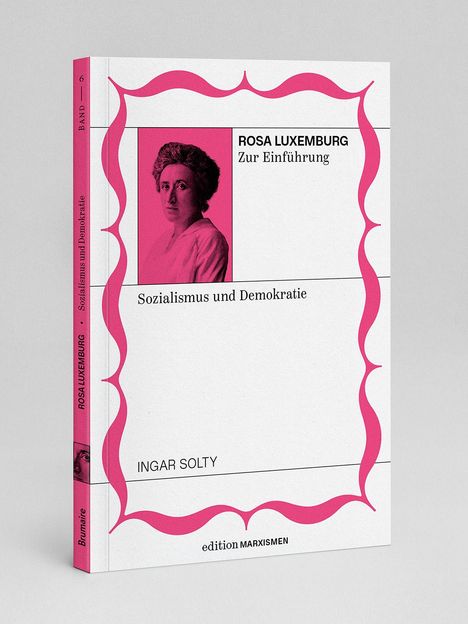 ROSA LUXEMBURG
Zur Einführung
Sozialismus und Demokratie
INGAR SOLTY
edition MARXISMEN
Brumaire
ROSA LUXEMBURG • Sozialismus und Demokratie
BAND — 6